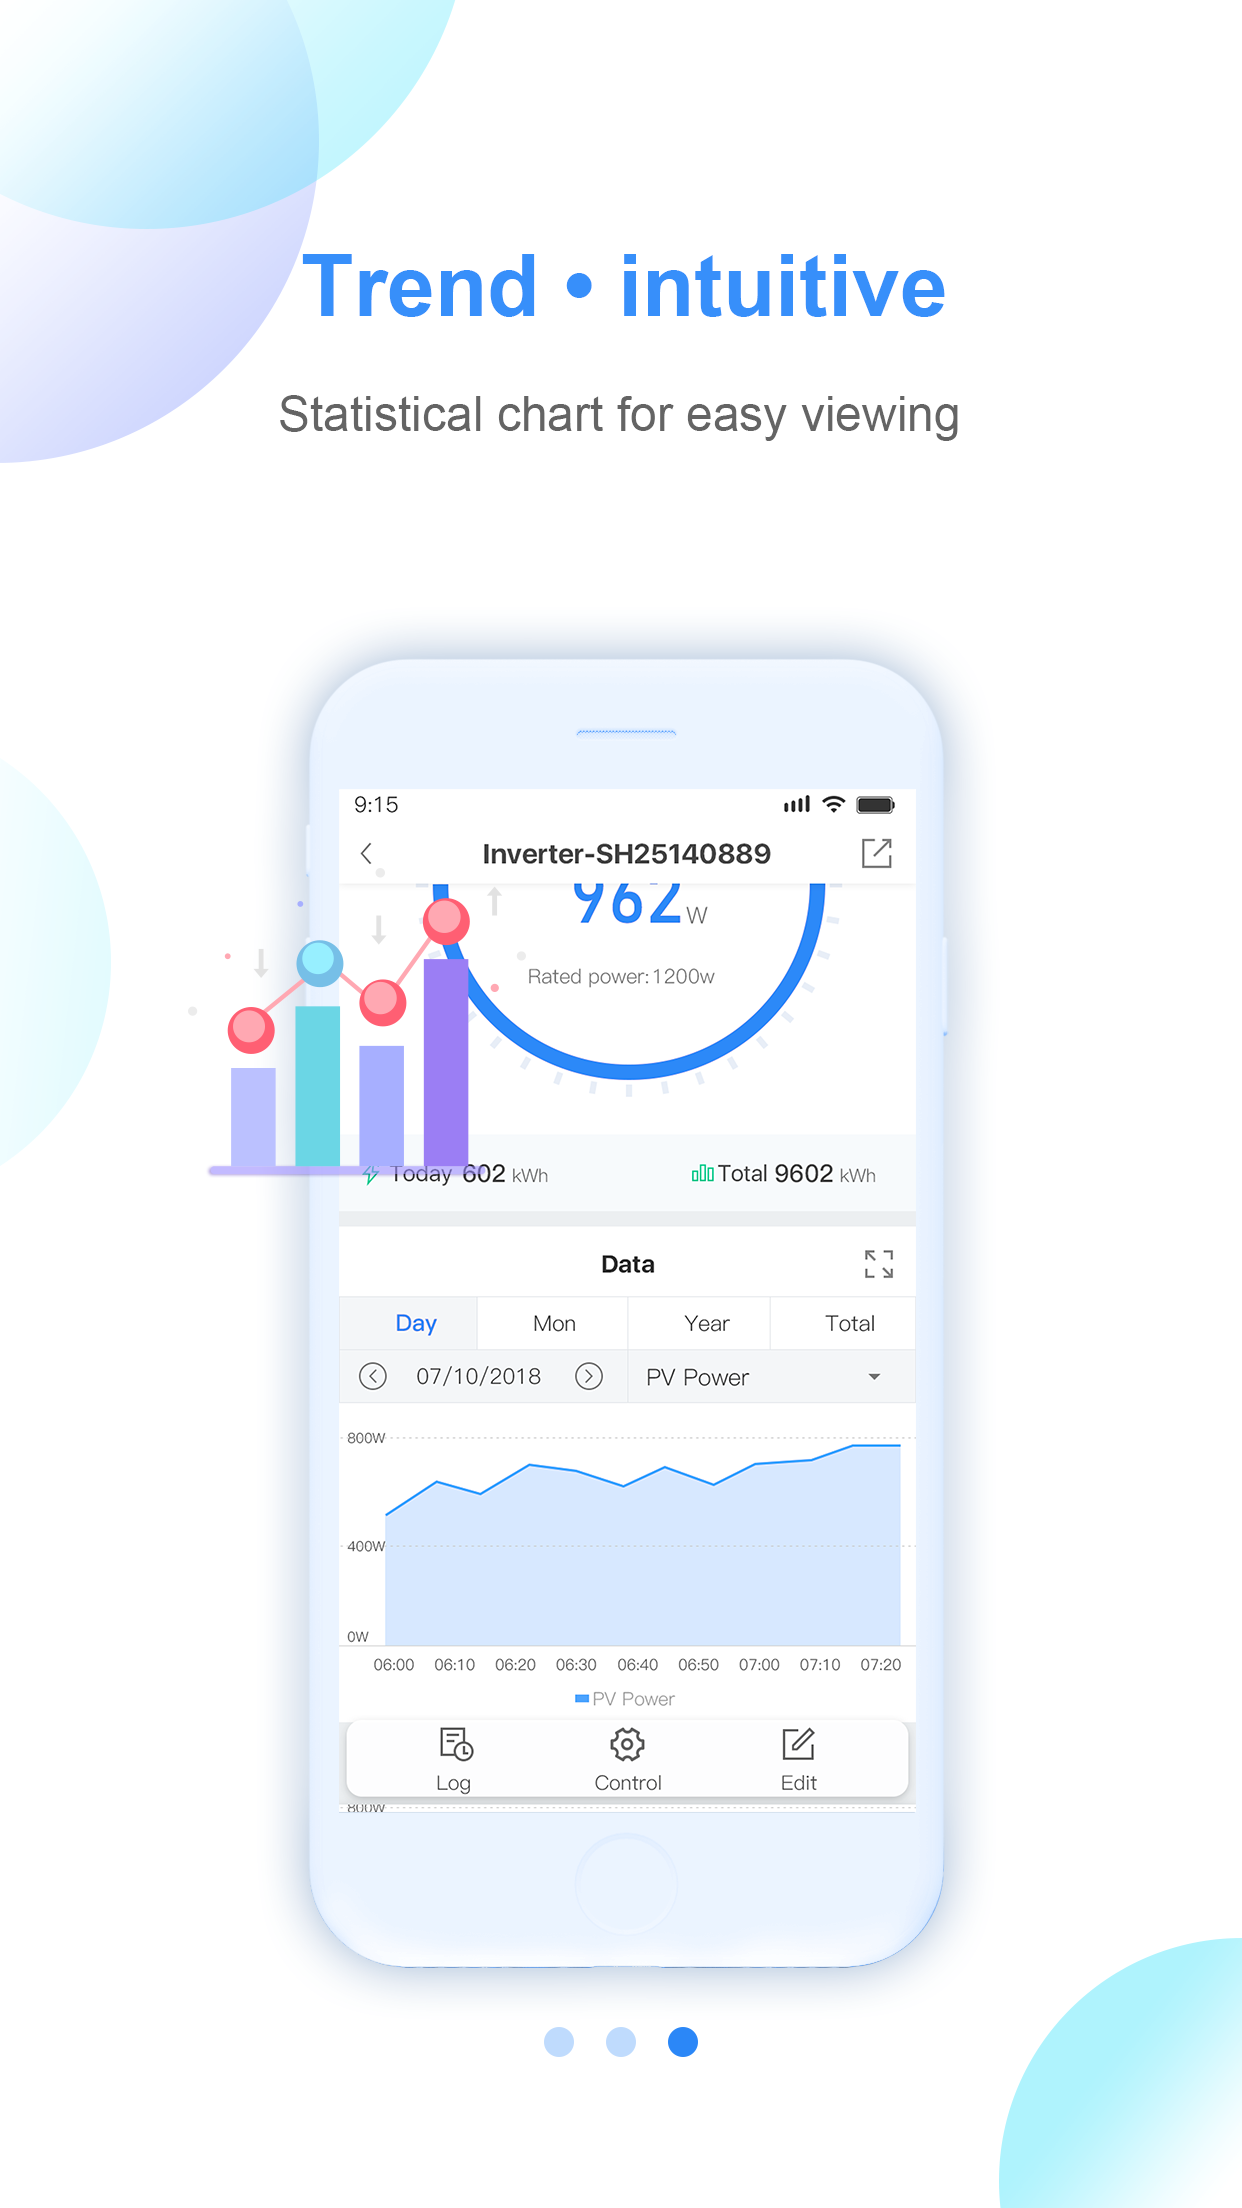 Trend • intuitive
Statistical chart for easy viewing
9:15
Inverter-SH25140889
962 W
Rated power:1200w
Today 602 kWh
Total 9602 kWh
Data
Day Mon Year Total
07/10/2018 PV Power
800W
400W
0W
06:00 06:10 06:20 06:30 06:40 06:50 07:00 07:10 07:20
PV Power
Log Control Edit
800W